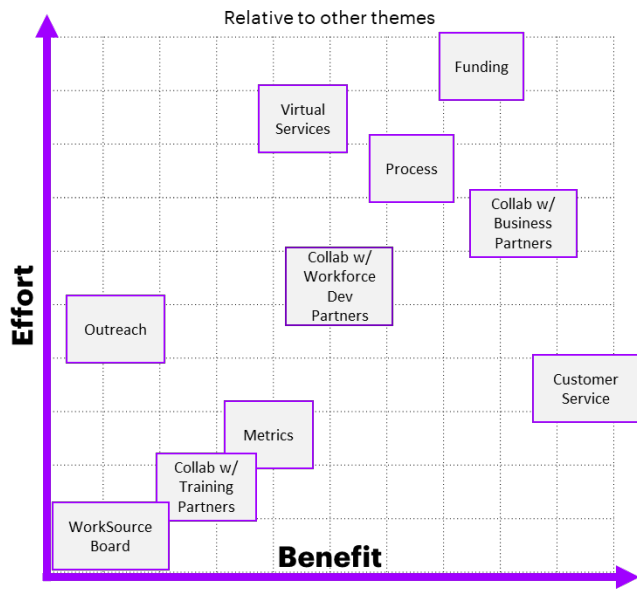 Relative to other themes
Funding
Virtual
Services
Process
Collab w/
Business
Partners
Collab w/
Workforce
Dev
Partners
Effort
Outreach
Customer
Service
Metrics
Collab w/
Training
Partners
WorkSource
Board
Benefit